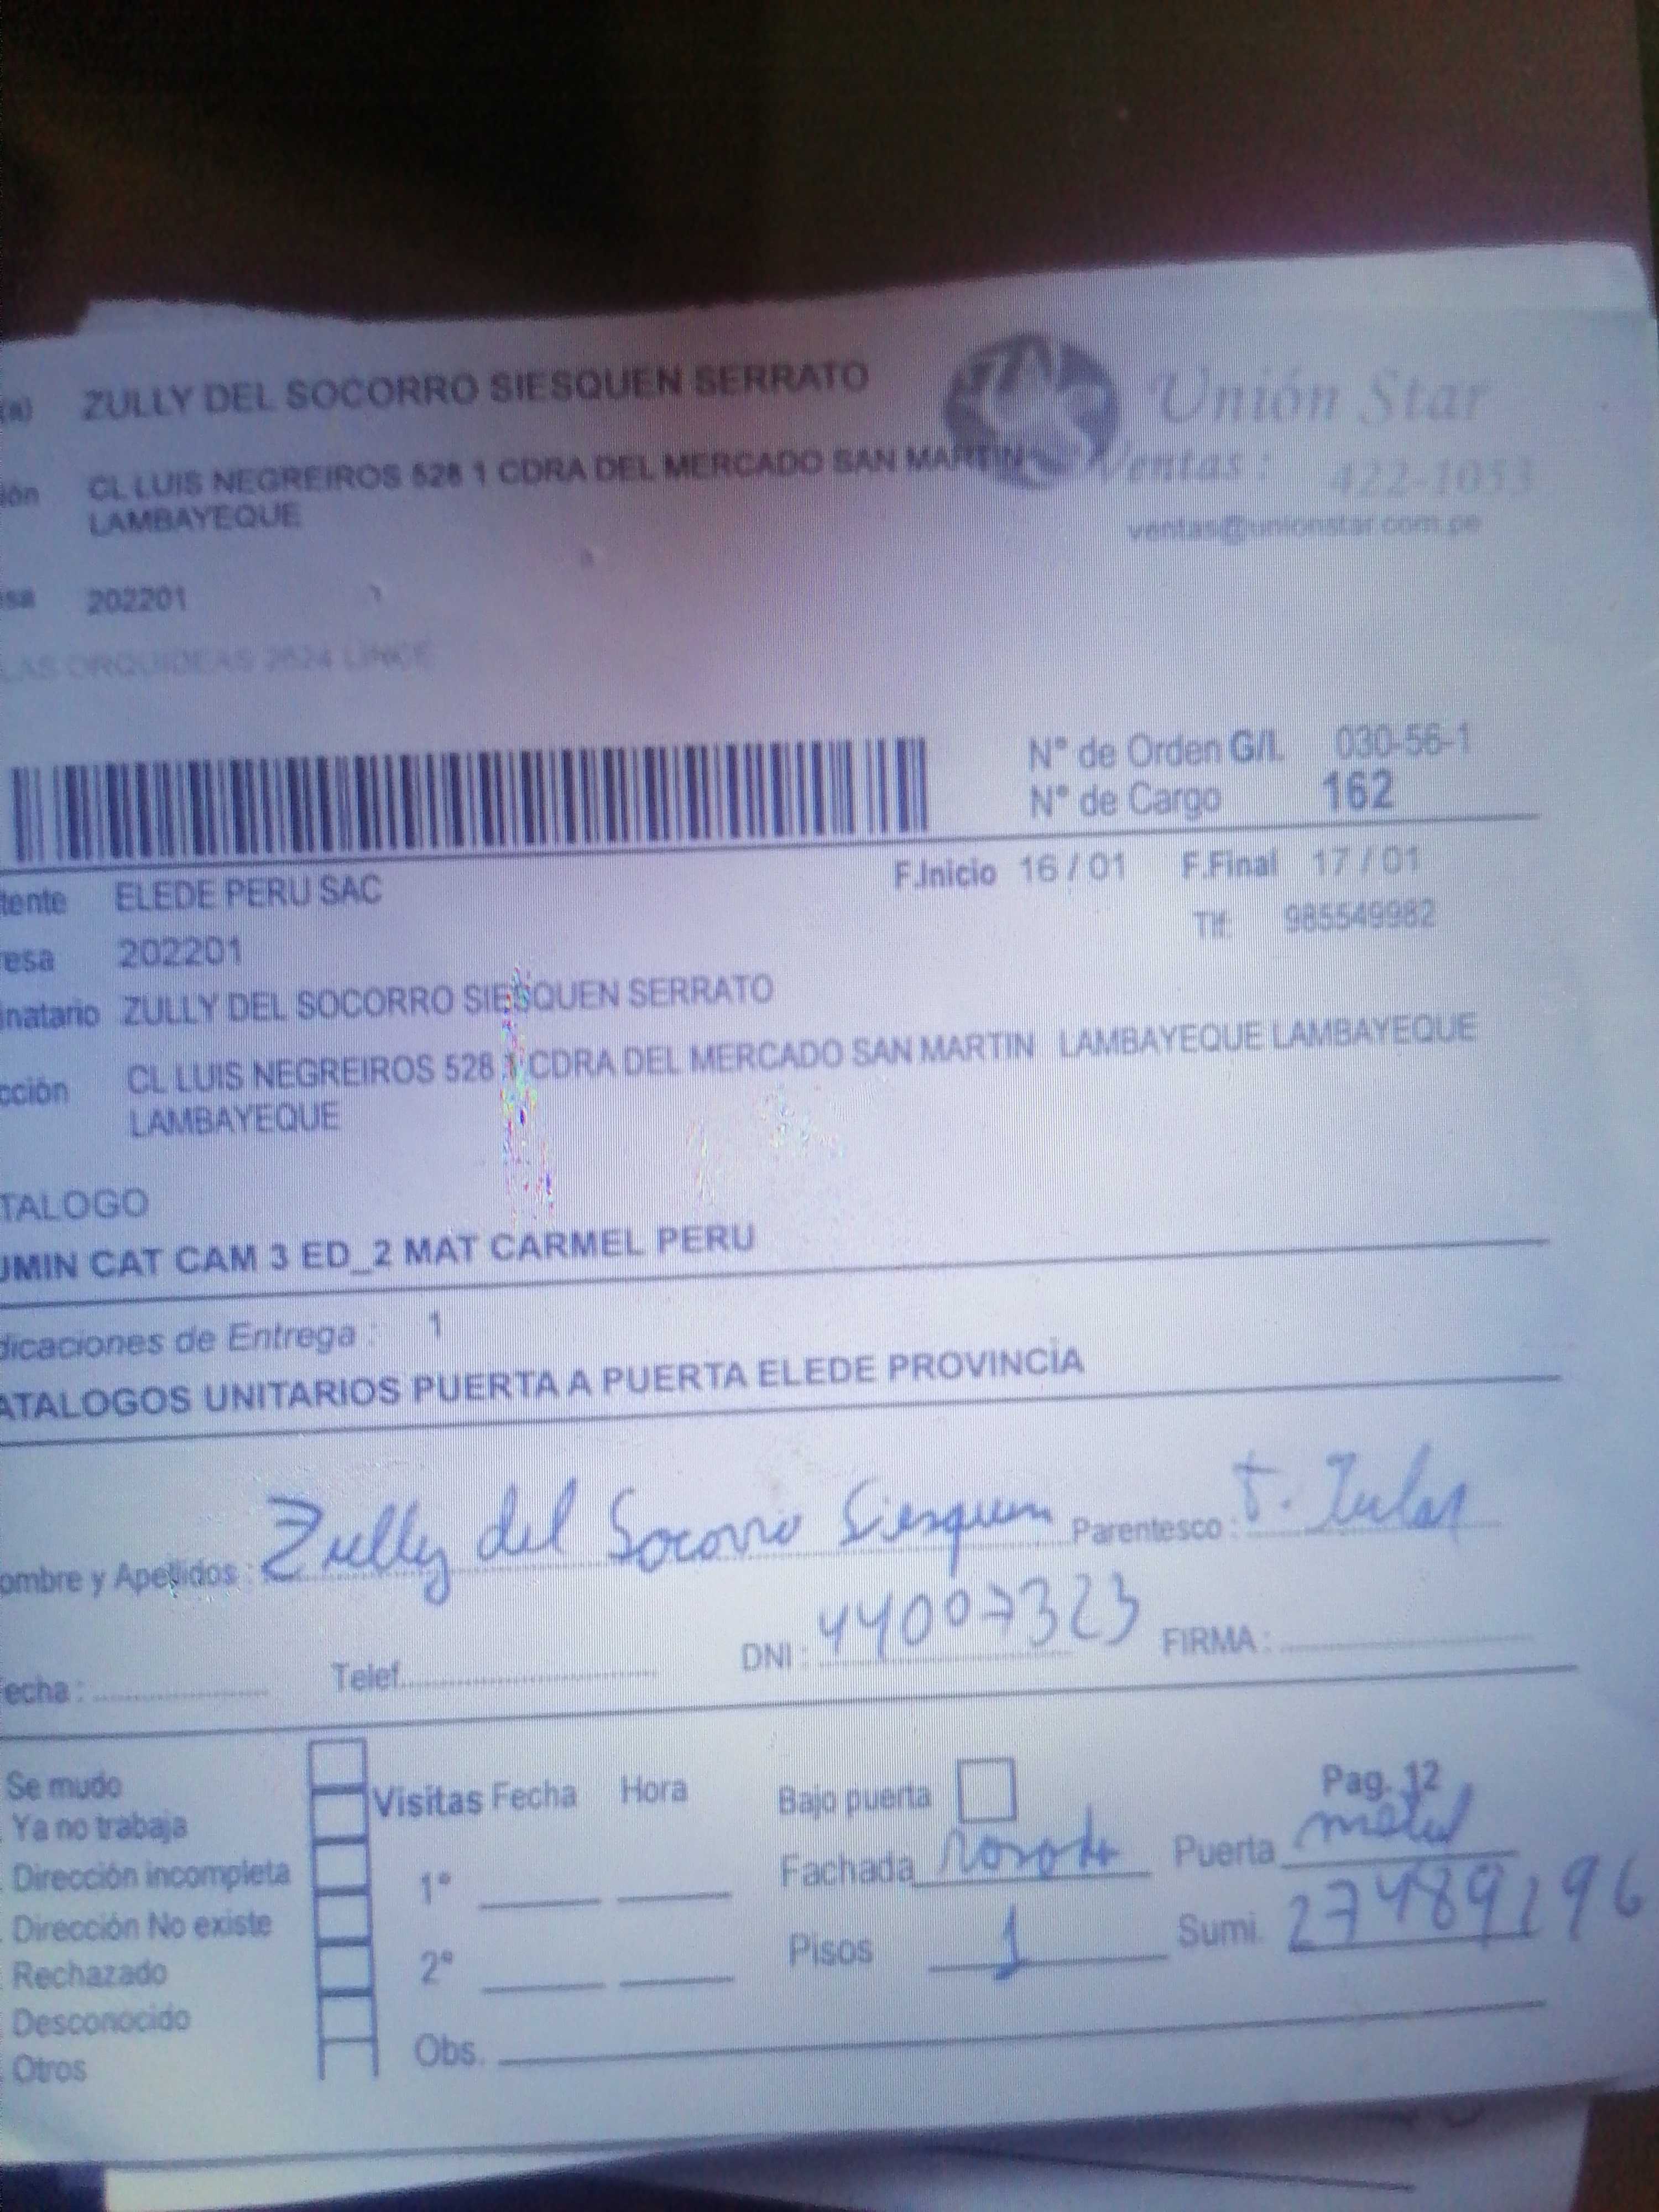 (a) ZULLY DEL SOCORRO SIESQUEN SERRATO
Unión Star
ión CL LUIS NEGREIROS 528 1 CDRA DEL MERCADO SAN MARTIN
LAMBAYEQUE
Ventas : 422-1053
ventas@unionstar.com.pe
sa 202201
LAS ORQUIDEAS 2624 LINCE
N° de Orden G/L 030-56-1
N° de Cargo 162
tente ELEDE PERU SAC
F.Inicio 16 / 01 F.Final 17 / 01
esa 202201
Tlf: 985549982
inatario ZULLY DEL SOCORRO SIESQUEN SERRATO
cción CL LUIS NEGREIROS 528 1 CDRA DEL MERCADO SAN MARTIN LAMBAYEQUE LAMBAYEQUE
LAMBAYEQUE
TALOGO
UMIN CAT CAM 3 ED_2 MAT CARMEL PERU
dicaciones de Entrega : 1
ATALOGOS UNITARIOS PUERTA A PUERTA ELEDE PROVINCIA
ombre y Apellidos : Zully del Socorro Siesquen Parentesco : T.
echa : Telef. DNI : 44007323 FIRMA :
Se mudo
Ya no trabaja
Dirección incompleta
Dirección No existe
Rechazado
Desconocido
Otros
Visitas Fecha Hora
1°
2°
Obs.
Bajo puerta Pag. 12
Fachada Puerta metal
Pisos 1 Sumi. 27489196